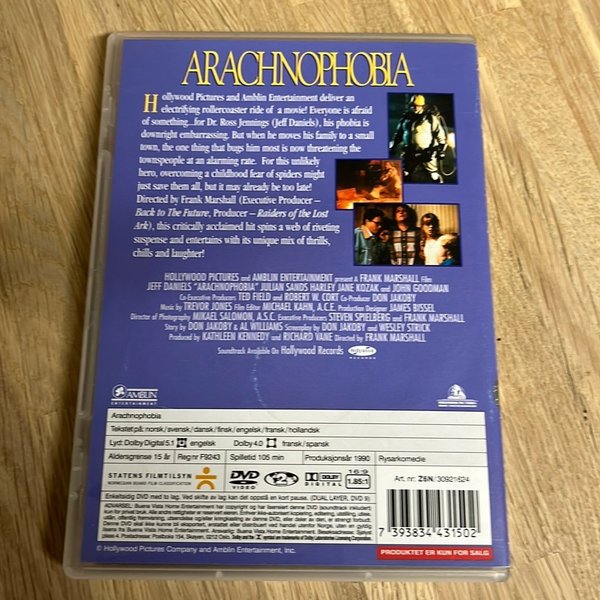 ARACHNOPHOBIA
Hollywood Pictures and Amblin Entertainment deliver an
electrifying rollercoaster ride of a movie! Everyone is afraid
of something...for Dr. Ross Jennings (Jeff Daniels), his phobia is
downright embarrassing. But when he moves his family to a small
town, the one thing that bugs him most is now threatening the
townspeople at an alarming rate. For this unlikely
hero, overcoming a childhood fear of spiders might
just save them all, but it may already be too late!
Directed by Frank Marshall (Executive Producer –
Back to The Future, Producer – Raiders of the Lost
Ark), this critically acclaimed hit spins a web of riveting
suspense and entertains with its unique mix of thrills,
chills and laughter!
HOLLYWOOD PICTURES and AMBLIN ENTERTAINMENT present A FRANK MARSHALL Film
JEFF DANIELS "ARACHNOPHOBIA" JULIAN SANDS HARLEY JANE KOZAK and JOHN GOODMAN
Co-Executive Producers TED FIELD and ROBERT W. CORT Co-Producer DON JAKOBY
Music by TREVOR JONES Film Editor MICHAEL KAHN, A.C.E. Production Designer JAMES BISSEL
Director of Photography MIKAEL SALOMON, A.S.C. Executive Producers STEVEN SPIELBERG and FRANK MARSHALL
Story by DON JAKOBY & AL WILLIAMS Screenplay by DON JAKOBY and WESLEY STRICK
Produced by KATHLEEN KENNEDY and RICHARD VANE Directed by FRANK MARSHALL
Soundtrack Available On Hollywood Records
Hollywood
RECORDS
AMBLIN
ENTERTAINMENT
Arachnophobia
Tekstet på: norsk/svensk/dansk/finsk/engelsk/fransk/hollandsk
Lyd: Dolby Digital 5.1 engelsk Dolby 4.0 fransk/spansk
Aldersgrense 15 år Reg nr F9243 Spilletid 105 min Produksjonsår 1990 Rysarkomedie
STATENS FILMTILSYN
NORWEGIAN BOARD FILM CLASSIFICATION
DVD VIDEO
DOLBY DIGITAL
16:9
1.85:1
Art. nr: Z6N/30921624
Enkeltsidig DVD med to lag. Ved skifte av lag kan det oppstå en kort pause. (DUAL LAYER, DVD 9)
7 393834 431502
PRODUKTET ER KUN FOR SALG
© Hollywood Pictures Company and Amblin Entertainment, Inc.